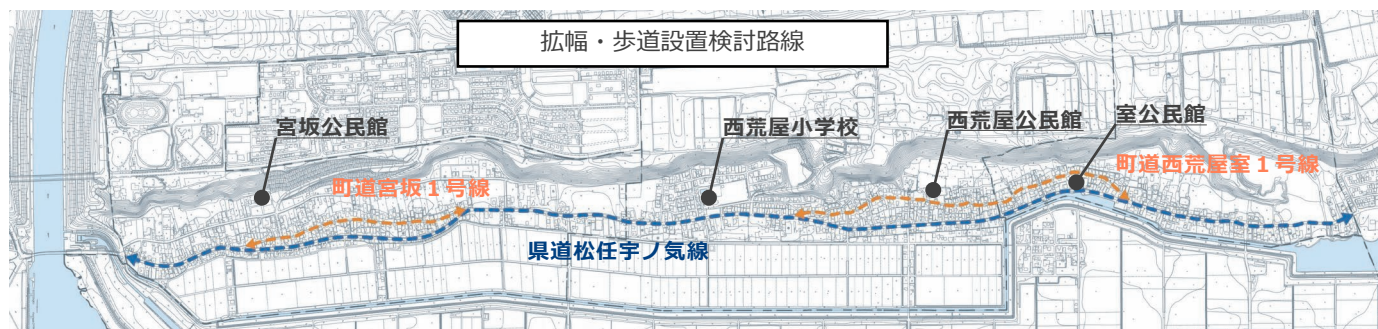 拡幅・歩道設置検討路線
宮坂公民館
西荒屋小学校
西荒屋公民館
室公民館
町道宮坂1号線
町道西荒屋室1号線
県道松任宇ノ気線